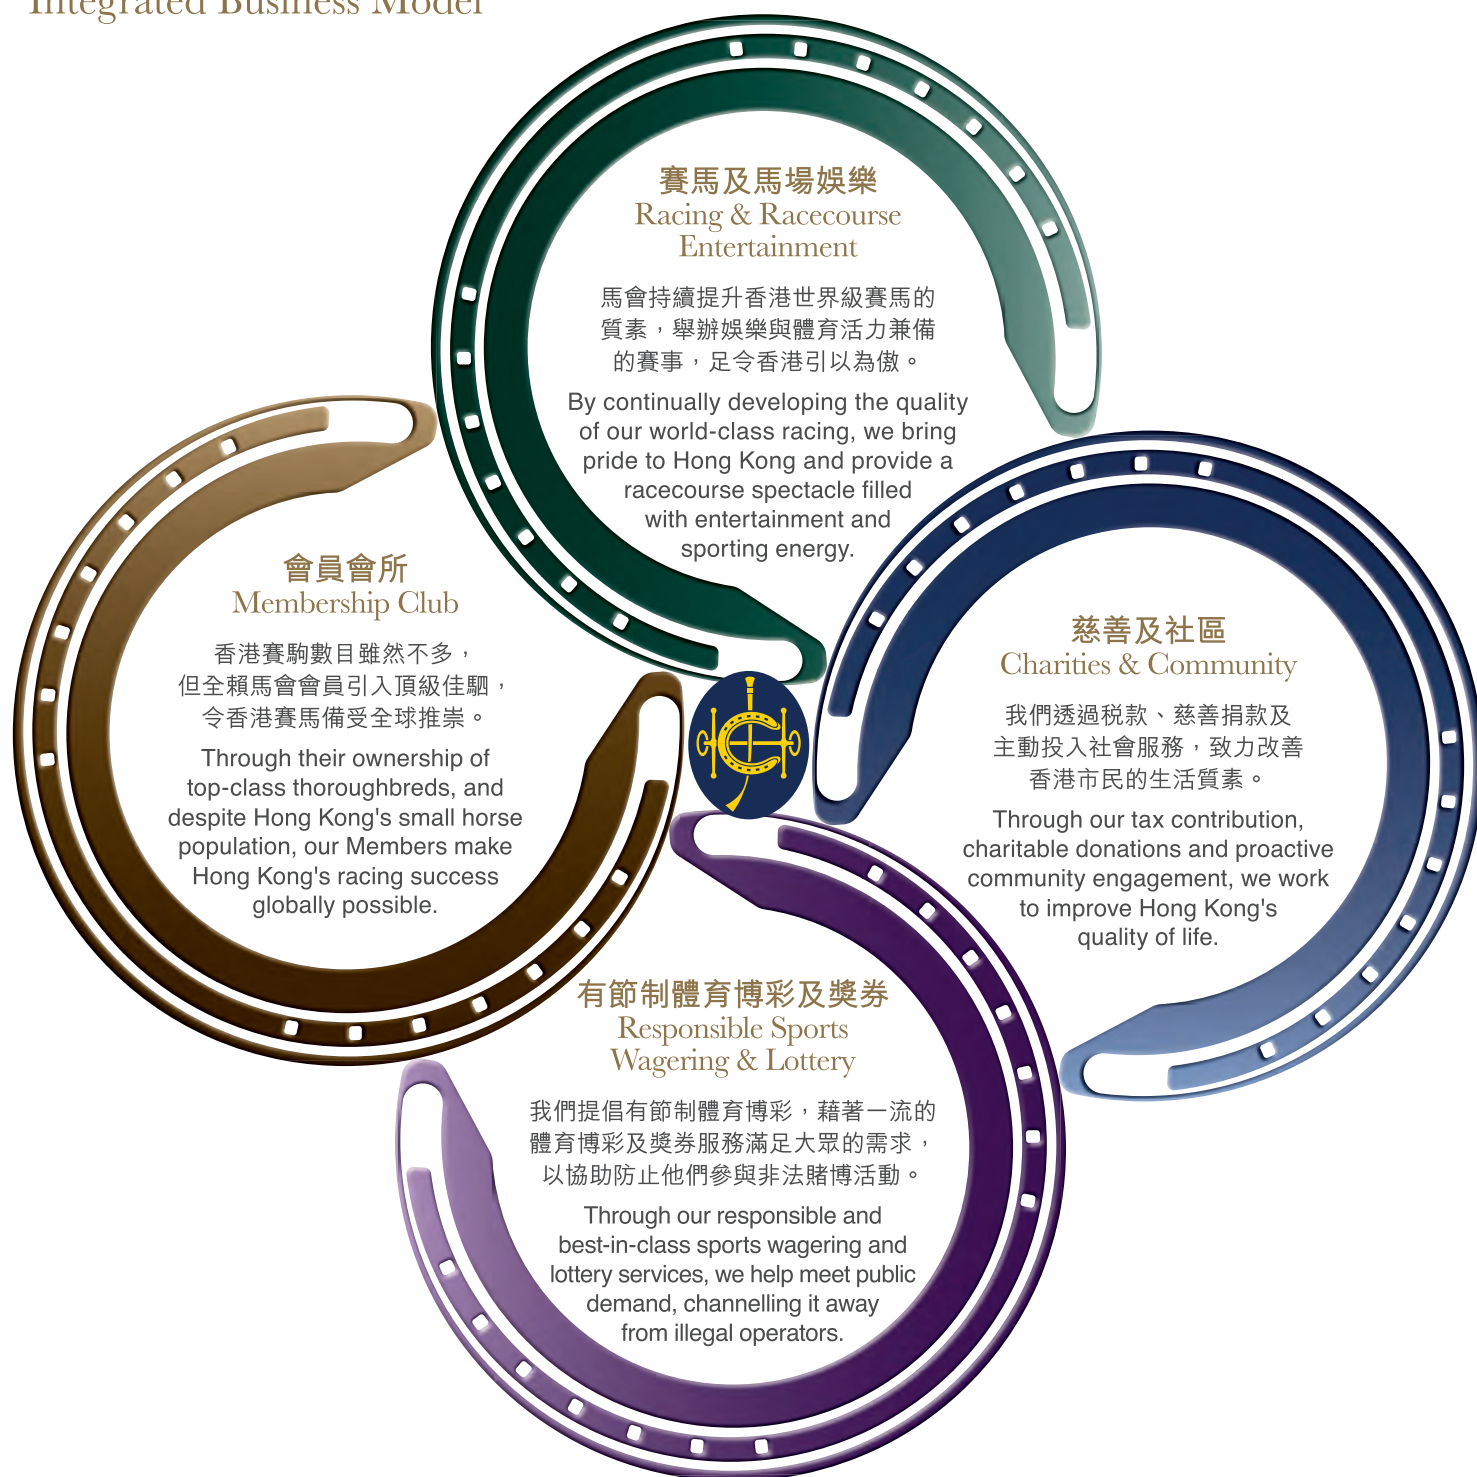 Integrated Business Model
賽馬及馬場娛樂
Racing & Racecourse
Entertainment
馬會持續提升香港世界級賽馬的
質素，舉辦娛樂與體育活力兼備
的賽事，足令香港引以為傲。
By continually developing the quality
of our world-class racing, we bring
pride to Hong Kong and provide a
racecourse spectacle filled
with entertainment and
sporting energy.
會員會所
Membership Club
香港賽駒數目雖然不多，
但全賴馬會會員引入頂級佳駟，
令香港賽馬備受全球推崇。
Through their ownership of
top-class thoroughbreds, and
despite Hong Kong's small horse
population, our Members make
Hong Kong's racing success
globally possible.
慈善及社區
Charities & Community
我們透過税款、慈善捐款及
主動投入社會服務，致力改善
香港市民的生活質素。
Through our tax contribution,
charitable donations and proactive
community engagement, we work
to improve Hong Kong's
quality of life.
有節制體育博彩及獎券
Responsible Sports
Wagering & Lottery
我們提倡有節制體育博彩，藉著一流的
體育博彩及獎券服務滿足大眾的需求，
以協助防止他們參與非法賭博活動。
Through our responsible and
best-in-class sports wagering and
lottery services, we help meet public
demand, channelling it away
from illegal operators.